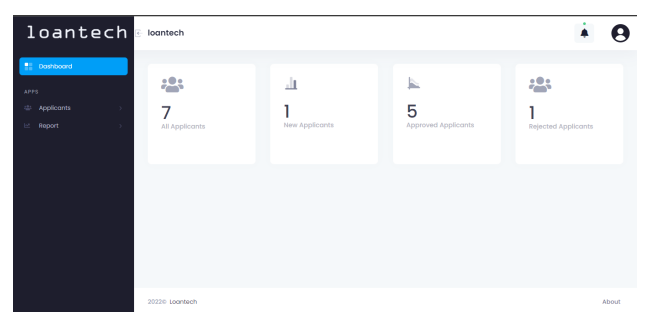 loantech
loantech
Dashboard
APPS
Applicants
Report
7
All Applicants
1
New Applicants
5
Approved Applicants
1
Rejected Applicants
2022© Loantech
About